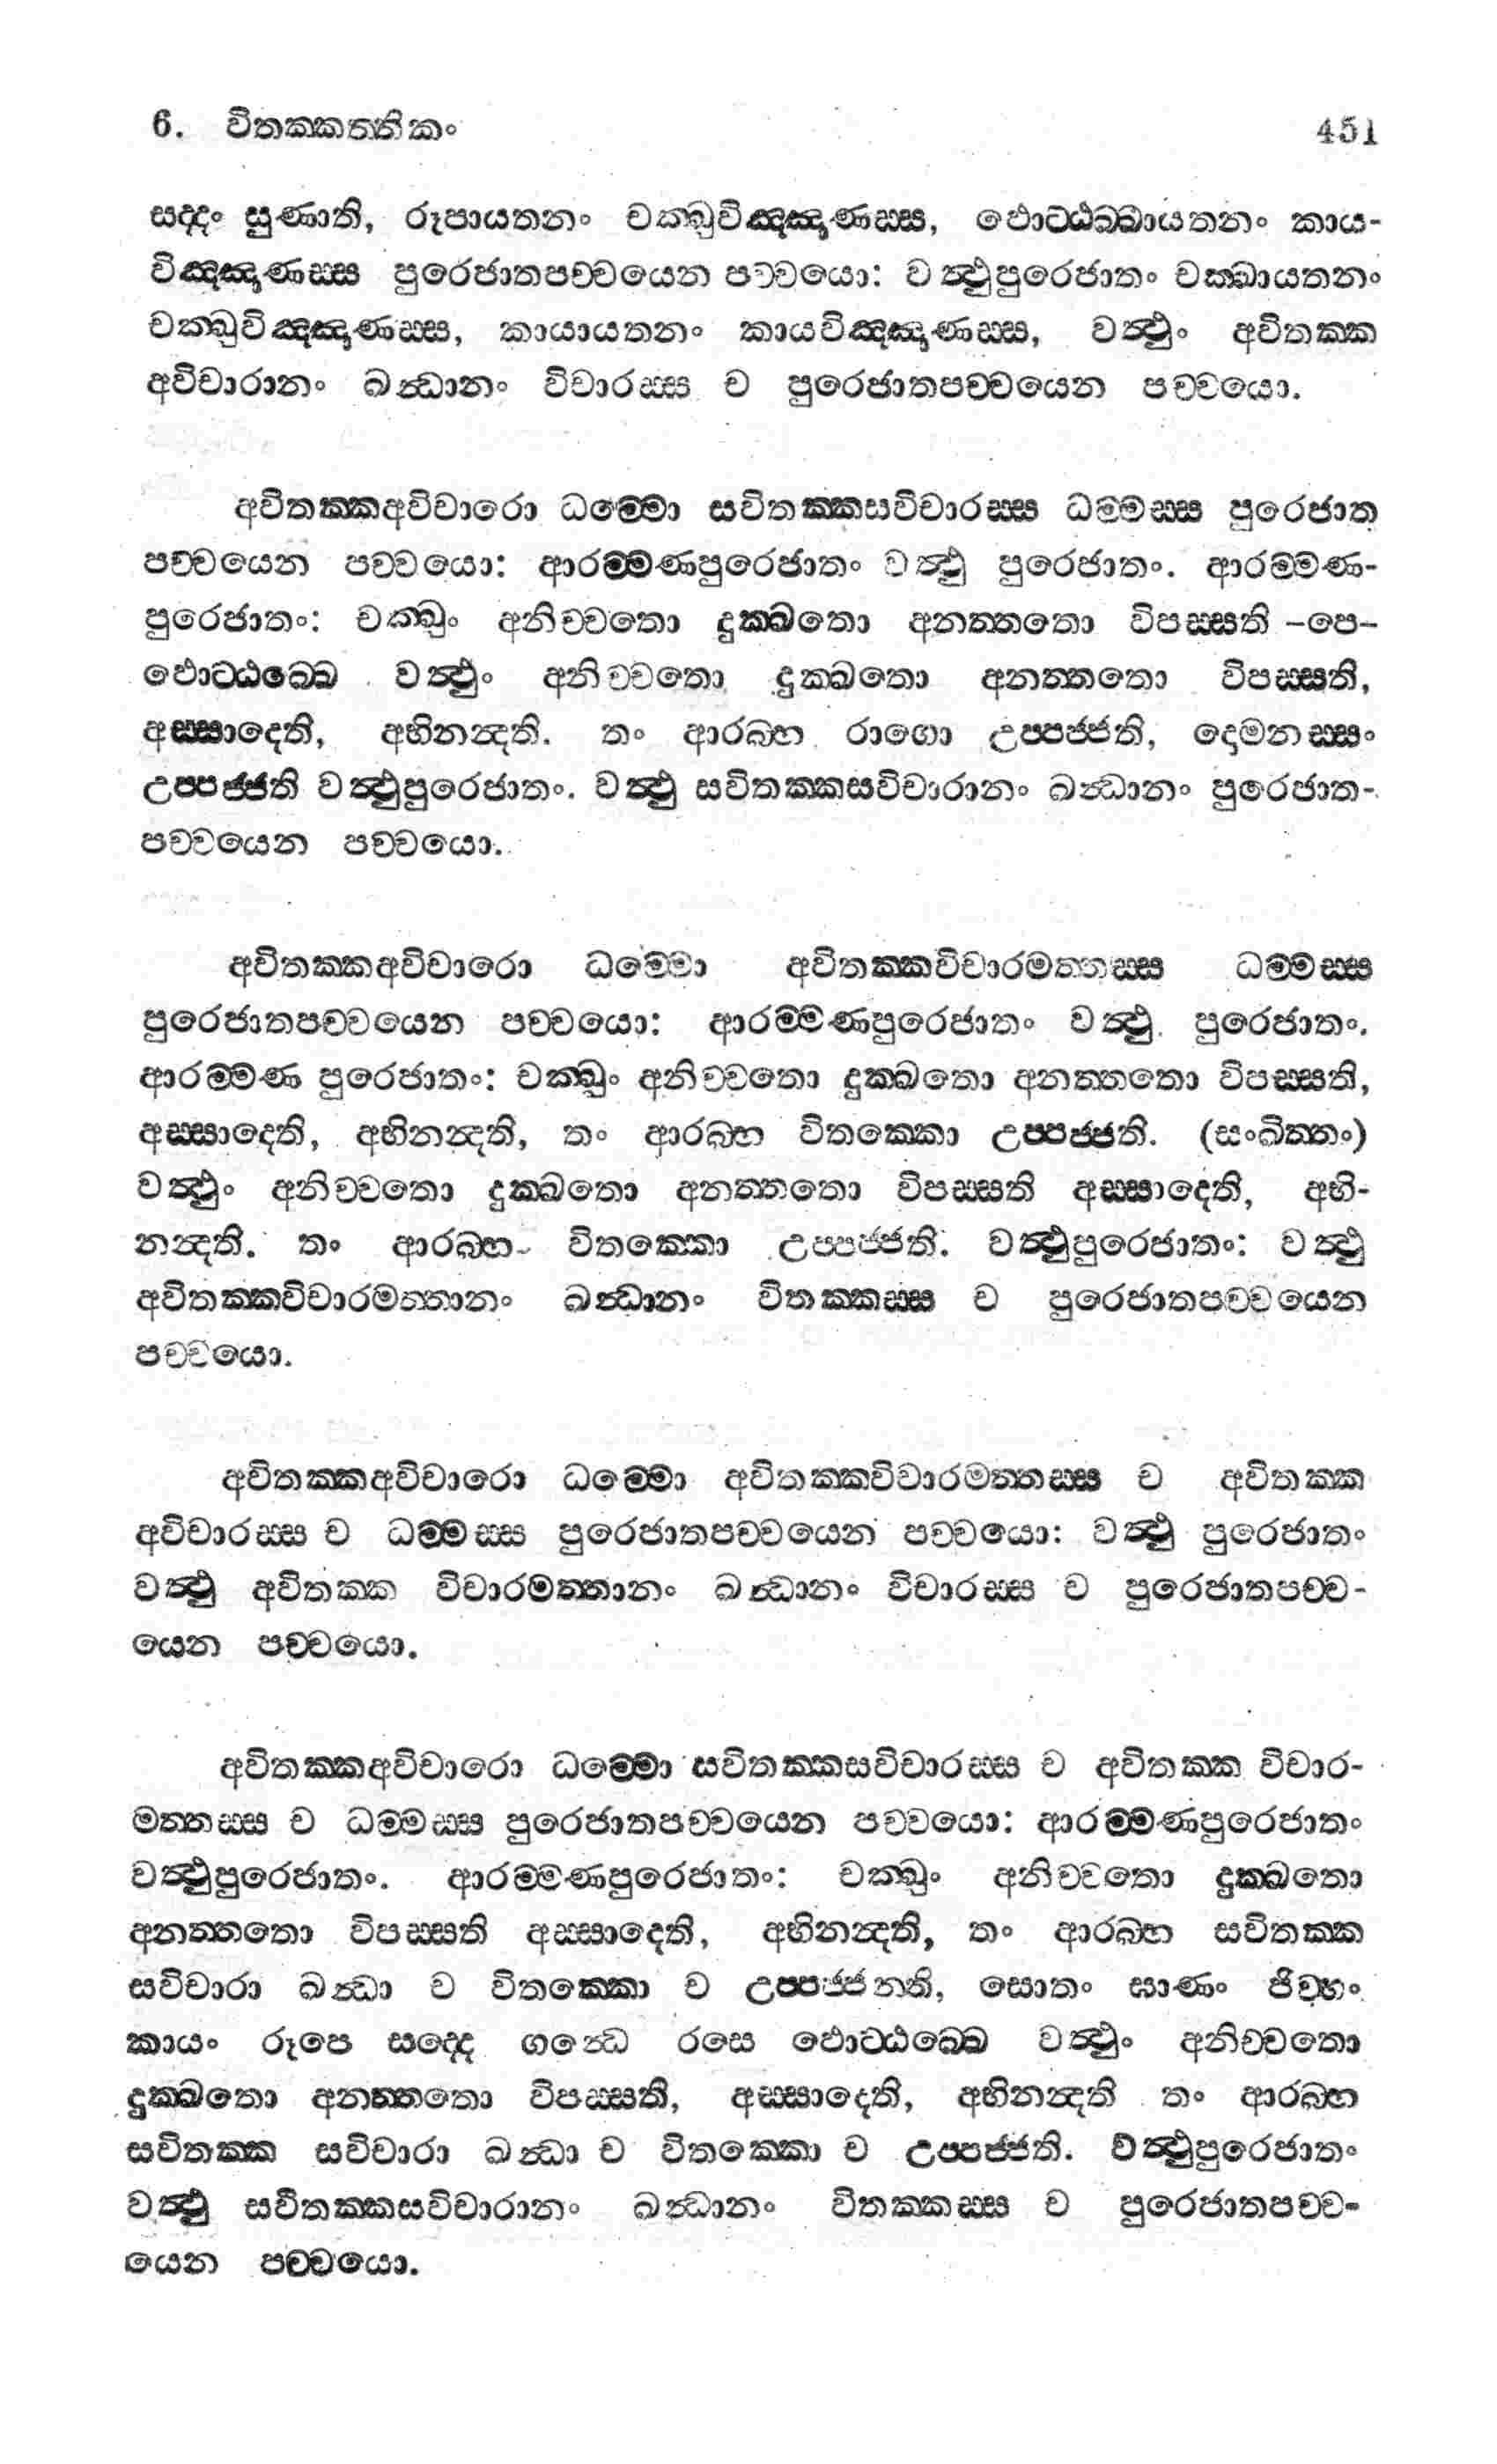 6. විතක්කත්තිකං 451
සද්දං සුණාති, රූපායතනං චක්ඛුවිඤ්ඤාණස්ස, ඵොට්ඨබ්බායතනං කාය-
විඤ්ඤාණස්ස පුරෙජාතපච්චයෙන පච්චයො: වත්ථුපුරෙජාතං චක්ඛායතනං
චක්ඛුවිඤ්ඤාණස්ස, කායායතනං කායවිඤ්ඤාණස්ස, වත්ථුං අවිතක්ක
අවිචාරානං ඛන්ධානං විචාරස්ස ච පුරෙජාතපච්චයෙන පච්චයො.
අවිතක්කඅවිචාරො ධම්මො සවිතක්කසවිචාරස්ස ධම්මස්ස පුරෙජාත
පච්චයෙන පච්චයො: ආරම්මණපුරෙජාතං වත්ථු පුරෙජාතං. ආරම්මණ-
පුරෙජාතං: චක්ඛුං අනිච්චතො දුක්ඛතො අනත්තතො විපස්සති -පෙ-
ඵොට්ඨබ්බෙ වත්ථුං අනිච්චතො දුක්ඛතො අනත්තතො විපස්සති,
අස්සාදෙති, අභිනන්දති. තං ආරබ්භ රාගො උප්පජ්ජති, දොමනස්සං
උප්පජ්ජති වත්ථුපුරෙජාතං. වත්ථු සවිතක්කසවිචාරානං ඛන්ධානං පුරෙජාත-
පච්චයෙන පච්චයො.
අවිතක්කඅවිචාරො ධම්මො අවිතක්කවිචාරමත්තස්ස ධම්මස්ස
පුරෙජාතපච්චයෙන පච්චයො: ආරම්මණපුරෙජාතං වත්ථු පුරෙජාතං.
ආරම්මණ පුරෙජාතං: චක්ඛුං අනිච්චතො දුක්ඛතො අනත්තතො විපස්සති,
අස්සාදෙති, අභිනන්දති, තං ආරබ්භ විතක්කො උප්පජ්ජති. (සංඛිත්තං)
වත්ථුං අනිච්චතො දුක්ඛතො අනත්තතො විපස්සති අස්සාදෙති, අභි-
නන්දති. තං ආරබ්භ විතක්කො උප්පජ්ජති. වත්ථුපුරෙජාතං: වත්ථු
අවිතක්කවිචාරමත්තානං ඛන්ධානං විතක්කස්ස ච පුරෙජාතපච්චයෙන
පච්චයො.
අවිතක්කඅවිචාරො ධම්මො අවිතක්කවිචාරමත්තස්ස ච අවිතක්ක
අවිචාරස්ස ච ධම්මස්ස පුරෙජාතපච්චයෙන පච්චයො: වත්ථු පුරෙජාතං
වත්ථු අවිතක්ක විචාරමත්තානං ඛන්ධානං විචාරස්ස ච පුරෙජාතපච්ච-
යෙන පච්චයො.
අවිතක්කඅවිචාරො ධම්මො සවිතක්කසවිචාරස්ස ච අවිතක්ක විචාර-
මත්තස්ස ච ධම්මස්ස පුරෙජාතපච්චයෙන පච්චයො: ආරම්මණපුරෙජාතං
වත්ථුපුරෙජාතං. ආරම්මණපුරෙජාතං: චක්ඛුං අනිච්චතො දුක්ඛතො
අනත්තතො විපස්සති අස්සාදෙති, අභිනන්දති, තං ආරබ්භ සවිතක්ක
සවිචාරා ඛන්ධා ච විතක්කො ච උප්පජ්ජන්ති, සොතං ඝාණං ජිව්හං
කායං රූපෙ සද්දෙ ගන්ධෙ රසෙ ඵොට්ඨබ්බෙ වත්ථුං අනිච්චතො
දුක්ඛතො අනත්තතො විපස්සති, අස්සාදෙති, අභිනන්දති තං ආරබ්භ
සවිතක්ක සවිචාරා ඛන්ධා ච විතක්කො ච උප්පජ්ජති. වත්ථුපුරෙජාතං
වත්ථු සවිතක්කසවිචාරානං ඛන්ධානං විතක්කස්ස ච පුරෙජාතපච්ච-
යෙන පච්චයො.